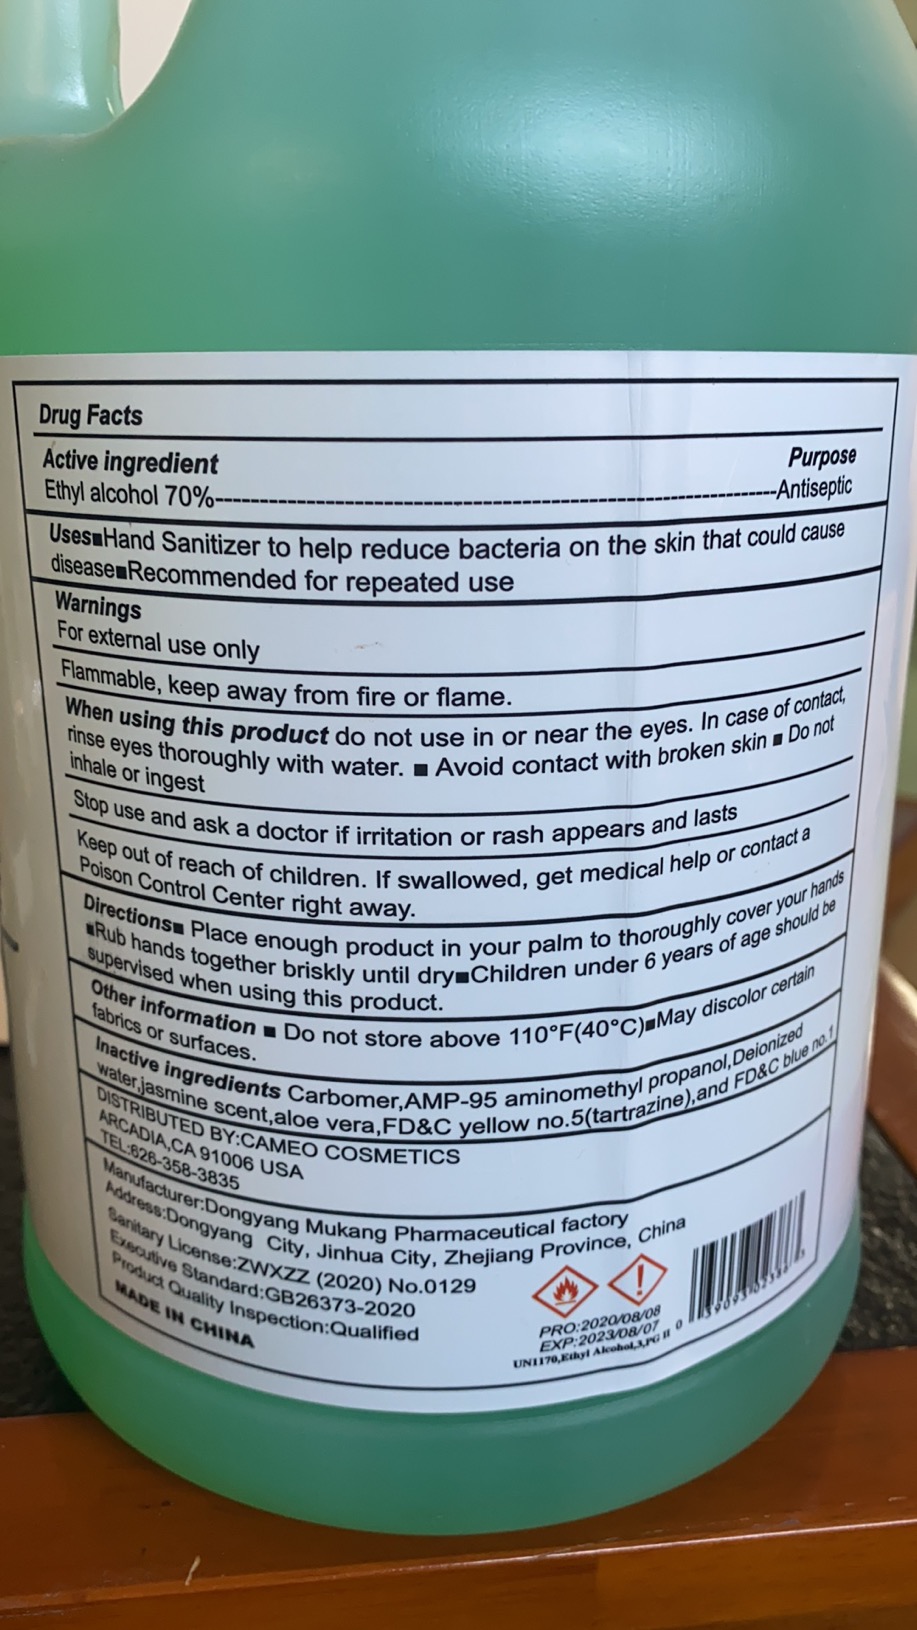 Drug Facts
Active ingredient Purpose
Ethyl alcohol 70%-----------------------------------------------------------Antiseptic
Uses■Hand Sanitizer to help reduce bacteria on the skin that could cause
disease■Recommended for repeated use
Warnings
For external use only
Flammable, keep away from fire or flame.
When using this product do not use in or near the eyes. In case of contact,
rinse eyes thoroughly with water. ■ Avoid contact with broken skin ■ Do not
inhale or ingest
Stop use and ask a doctor if irritation or rash appears and lasts
Keep out of reach of children. If swallowed, get medical help or contact a
Poison Control Center right away.
Directions■ Place enough product in your palm to thoroughly cover your hands
■Rub hands together briskly until dry■Children under 6 years of age should be
supervised when using this product.
Other information ■ Do not store above 110°F(40°C)■May discolor certain
fabrics or surfaces.
Inactive ingredients Carbomer,AMP-95 aminomethyl propanol,Deionized
water,jasmine scent,aloe vera,FD&C yellow no.5(tartrazine),and FD&C blue no.1
DISTRIBUTED BY:CAMEO COSMETICS
ARCADIA,CA 91006 USA
TEL:626-358-3835
Manufacturer:Dongyang Mukang Pharmaceutical factory
Address:Dongyang City, Jinhua City, Zhejiang Province, China
Sanitary License:ZWXZZ (2020) No.0129
Executive Standard:GB26373-2020
Product Quality Inspection:Qualified
MADE IN CHINA
PRO:2020/08/08
EXP:2023/08/07
UN1170,Ethyl Alcohol,3,PG II